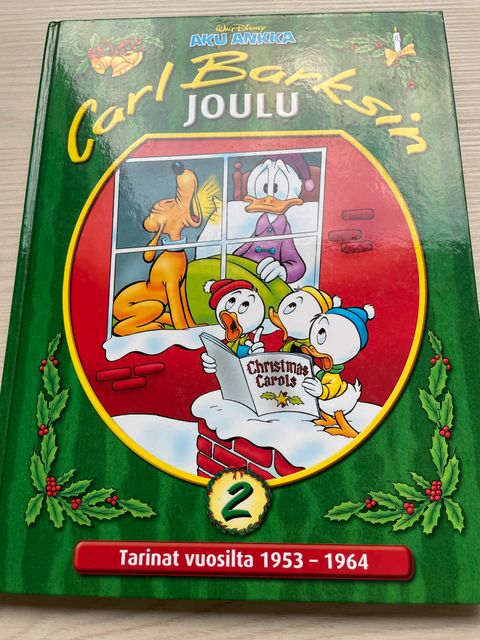 Walt Disney
AKU ANKKA
Carl Barksin
JOULU
Christmas
Carols
2
Tarinat vuosilta 1953 – 1964